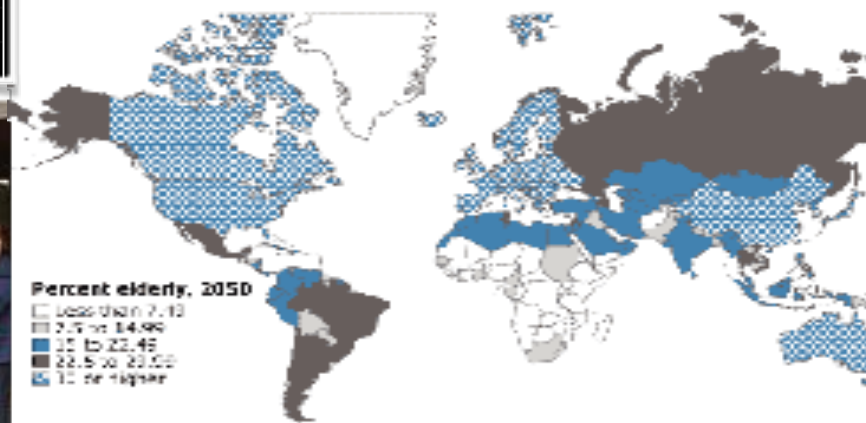 Percent elderly, 2050
Less than 7.49
7.5 to 14.99
15 to 22.49
22.5 to 29.99
30 or higher